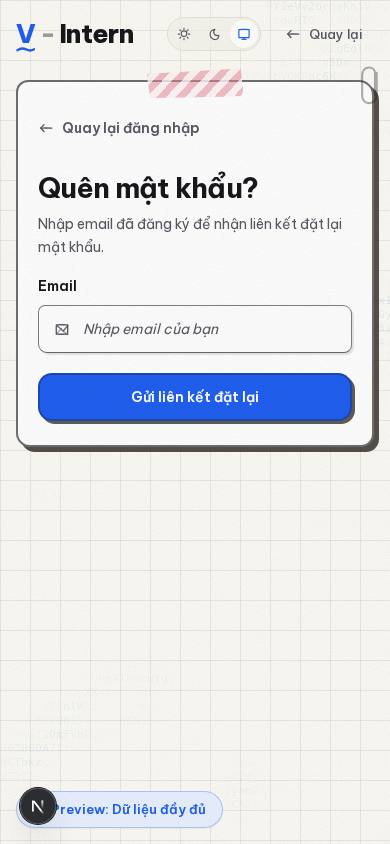 V - Intern
Quay lại
Quay lại đăng nhập
Quên mật khẩu?
Nhập email đã đăng ký để nhận liên kết đặt lại
mật khẩu.
Email
Nhập email của bạn
Gửi liên kết đặt lại
N
Preview: Dữ liệu đầy đủ